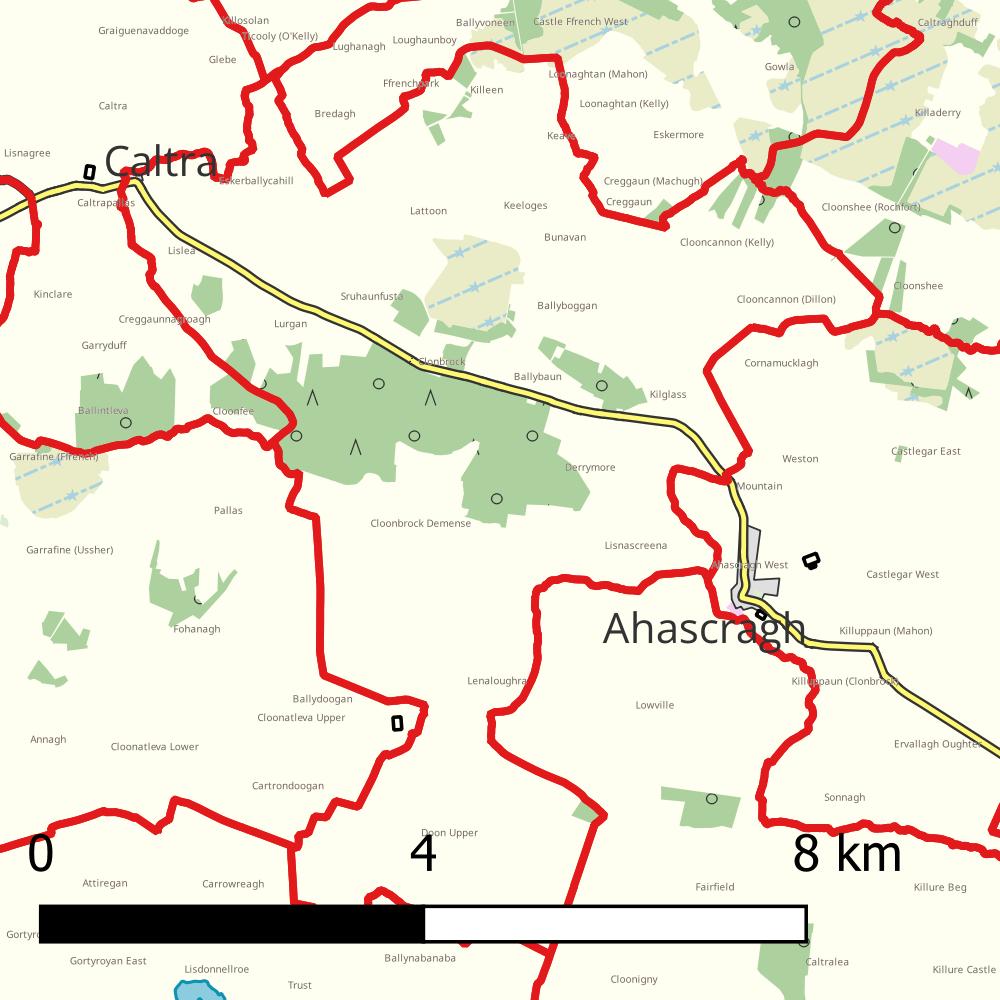 Killosolan
Ballyvoneen
Castle Ffrench West
Caltraghnduff
Graiguenavaddoge
Ticooly (O'Kelly)
Lughanagh
Loughaunboy
Glebe
Gowla
Loonaghtan (Mahon)
Ffrenchpark
Killeen
Caltra
Loonaghtan (Kelly)
Bredagh
Killaderry
Keave
Eskermore
Lisnagree
Caltra
Eskerballycahill
Creggaun (Machugh)
Caltrapallas
Creggaun
Keeloges
Lattoon
Cloonshee (Rochfort)
Bunavan
Clooncannon (Kelly)
Lislea
Cloonshee
Kinclare
Sruhaunfusta
Clooncannon (Dillon)
Ballyboggan
Creggaunnagroagh
Lurgan
Garryduff
Clonbrock
Cornamucklagh
Ballybaun
Kilglass
Ballintleva
Cloonfee
Castlegar East
Garrafine (Ffrench)
Weston
Derrymore
Mountain
Pallas
Cloonbrock Demense
Garrafine (Ussher)
Lisnascreena
Ahascragh West
Castlegar West
Fohanagh
Ahascragh
Killuppaun (Mahon)
Lenaloughra
Killuppaun (Clonbrock)
Ballydoogan
Lowville
Cloonatleva Upper
Annagh
Cloonatleva Lower
Ervallagh Oughter
Cartrondoogan
Sonnagh
Doon Upper
0 4 8 km
Attiregan
Carrowreagh
Fairfield
Killure Beg
Gortyroyan East
Ballynabanaba
Caltralea
Lisdonnellroe
Killure Castle
Cloonigny
Trust